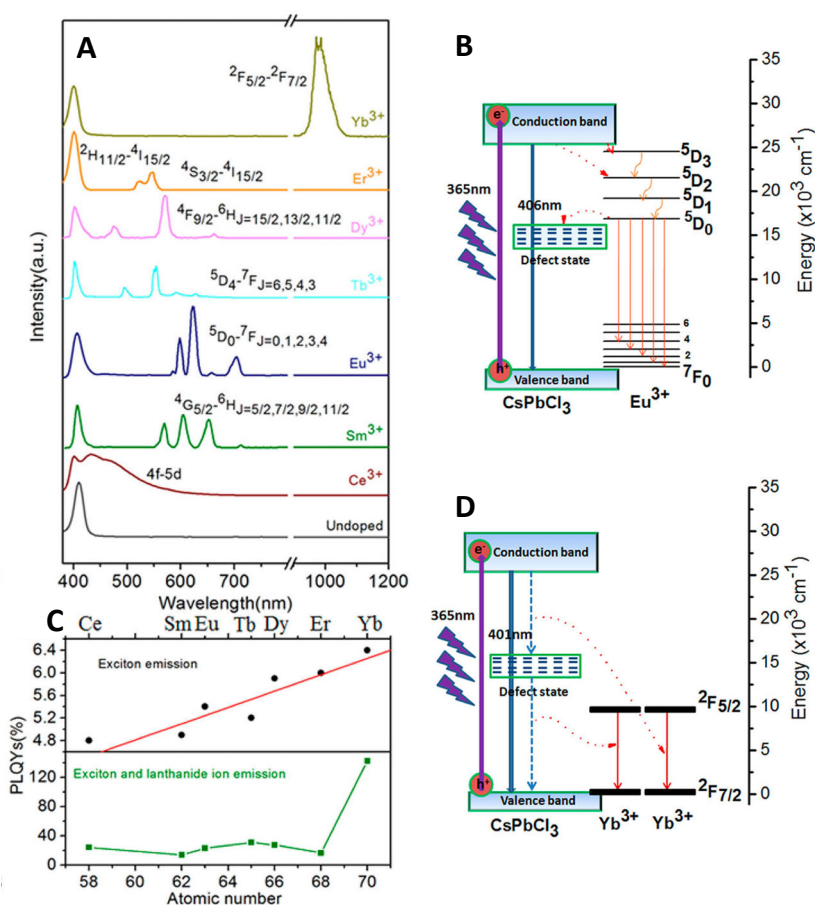 A
²F5/2-²F7/2
Yb³⁺
²H11/2-⁴I15/2
⁴S3/2-⁴I15/2
Er³⁺
⁴F9/2-⁶HJ=15/2,13/2,11/2
Dy³⁺
⁵D4-⁷FJ=6,5,4,3
Tb³⁺
⁵D0-⁷FJ=0,1,2,3,4
Eu³⁺
⁴G5/2-⁶HJ=5/2,7/2,9/2,11/2
Sm³⁺
4f-5d
Ce³⁺
Undoped
Intensity(a.u.)
400 500 600 700 1000 1200
Wavelength(nm)
B
e⁻
Conduction band
365nm
406nm
Defect state
h⁺
Valence band
CsPbCl₃
Eu³⁺
⁵D₃
⁵D₂
⁵D₁
⁵D₀
6
4
2
⁷F₀
35
30
25
20
15
10
5
0
Energy (x10³ cm⁻¹)
C
Ce Sm Eu Tb Dy Er Yb
6.4
6.0
5.6
5.2
4.8
Exciton emission
PLQYs(%)
Exciton and lanthanide ion emission
120
80
40
0
58 60 62 64 66 68 70
Atomic number
D
e⁻
Conduction band
365nm
401nm
Defect state
h⁺
Valence band
CsPbCl₃
Yb³⁺ Yb³⁺
²F5/2
²F7/2
35
30
25
20
15
10
5
0
Energy (x10³ cm⁻¹)